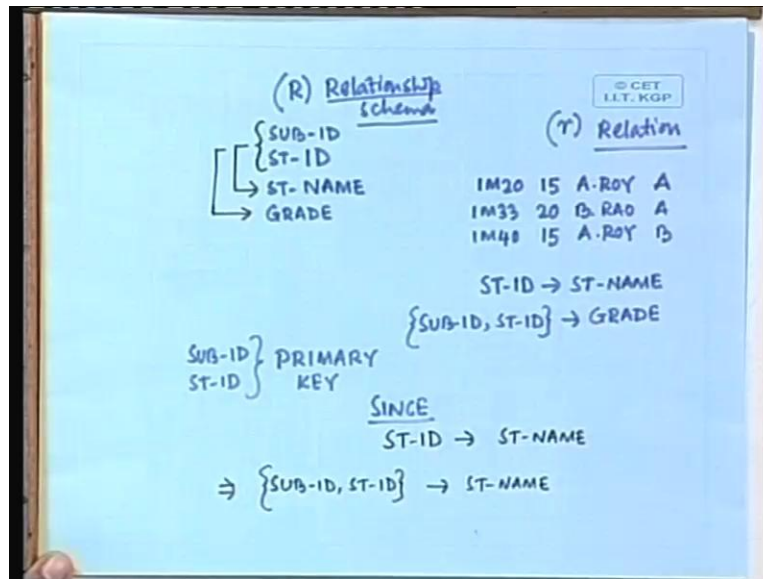 © CET
I.I.T. KGP
(R) Relationship
Schema
SUB-ID
ST-ID
ST-NAME
GRADE
(r) Relation
IM20 15 A.ROY A
IM33 20 B.RAO A
IM40 15 A.ROY B
ST-ID → ST-NAME
{SUB-ID, ST-ID} → GRADE
SUB-ID } PRIMARY
ST-ID } KEY
SINCE
ST-ID → ST-NAME
⇒ {SUB-ID, ST-ID} → ST-NAME